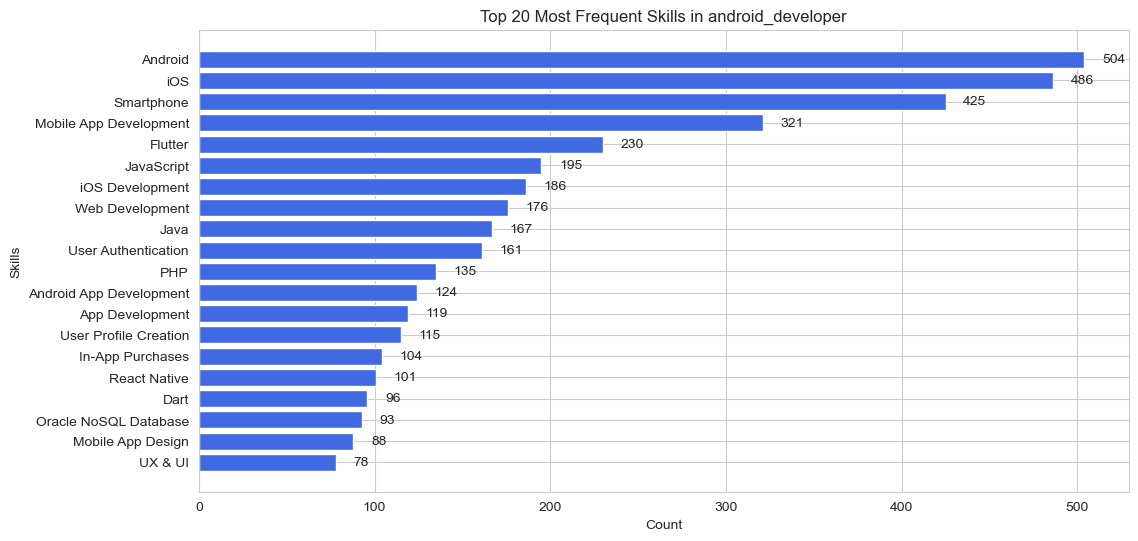 Top 20 Most Frequent Skills in android_developer
Android 504
iOS 486
Smartphone 425
Mobile App Development 321
Flutter 230
JavaScript 195
iOS Development 186
Web Development 176
Java 167
User Authentication 161
PHP 135
Android App Development 124
App Development 119
User Profile Creation 115
In-App Purchases 104
React Native 101
Dart 96
Oracle NoSQL Database 93
Mobile App Design 88
UX & UI 78
Skills
0 100 200 300 400 500
Count